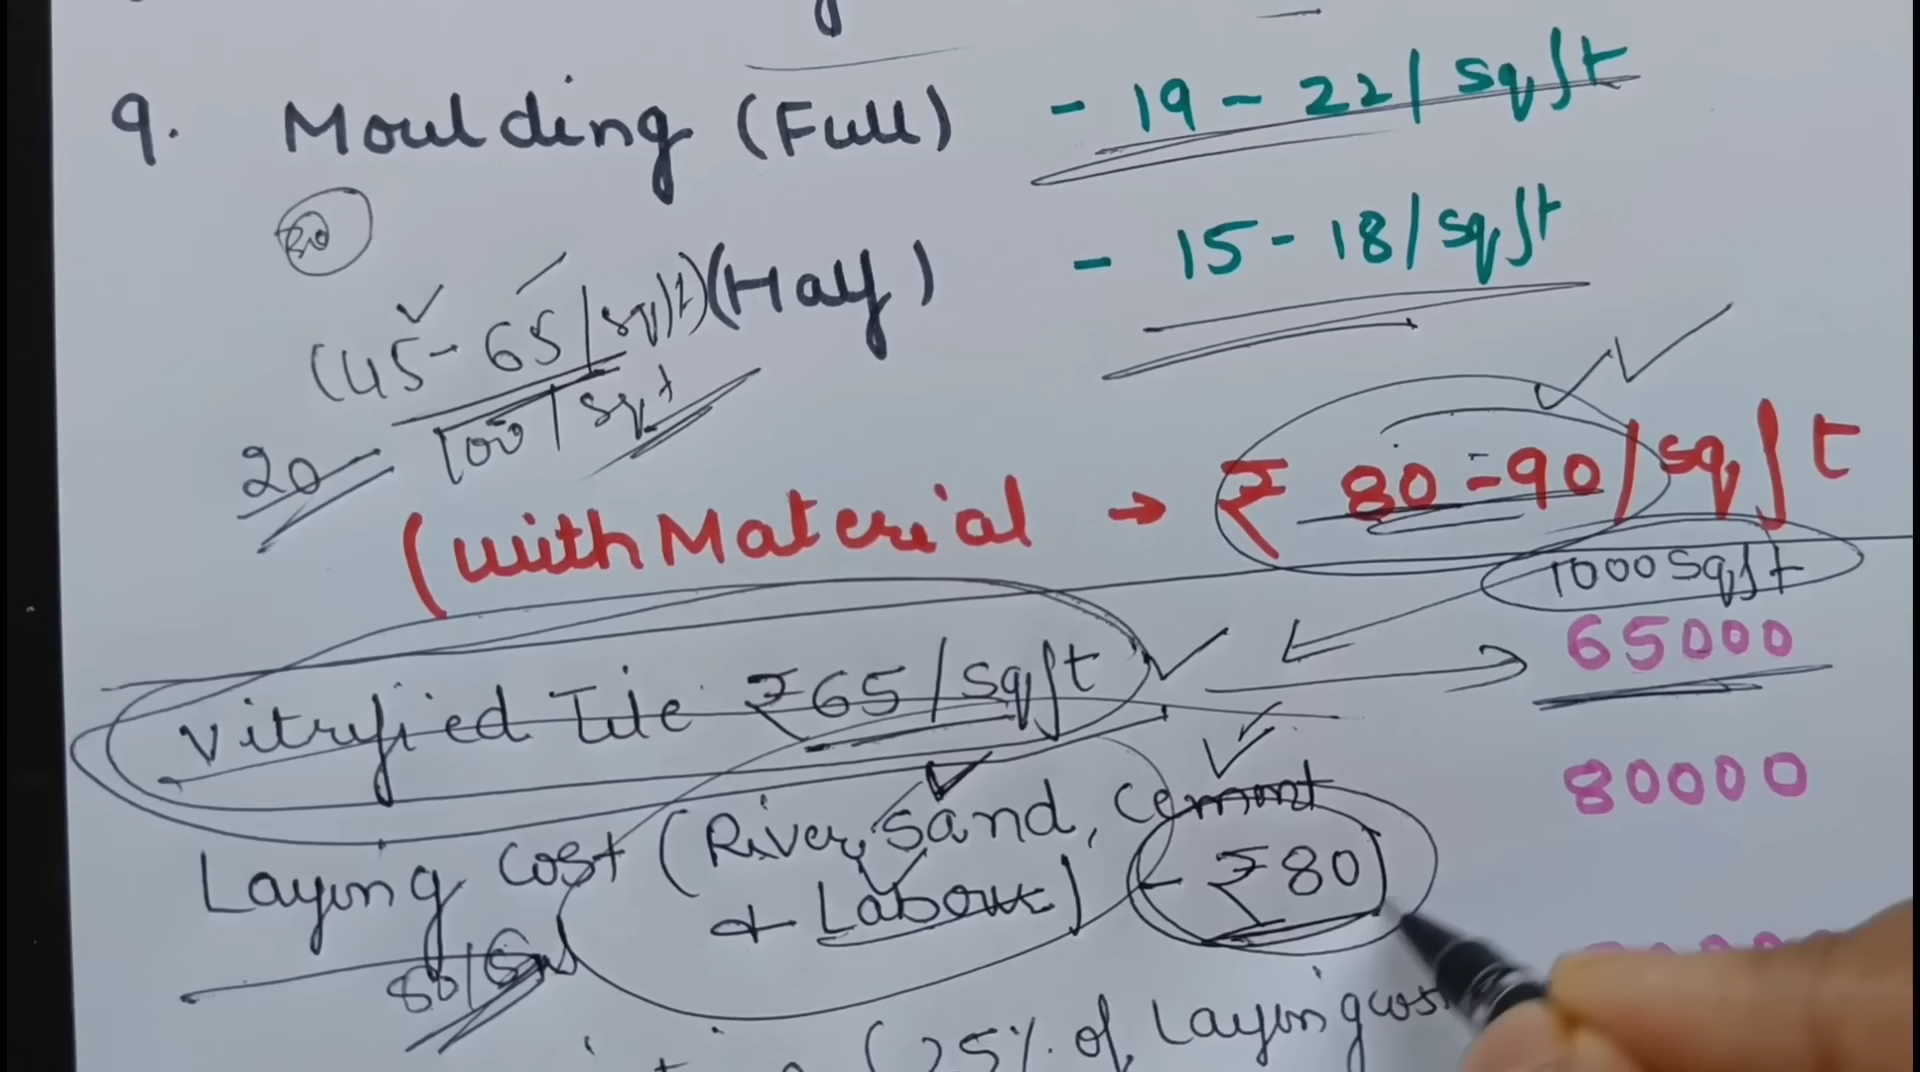 9. Moulding (Full) - 19 - 22/sqft
20
(45-65/sqft) (Half) - 15-18/sqft
20 100/sqft
(with Material → ₹ 80-90/sqft
1000 sqft
Vitrified Tile ₹65/sqft → 65000
80000
Laying Cost (River Sand, Cement - ₹80
+ Labour)
80/
(25% of Laying